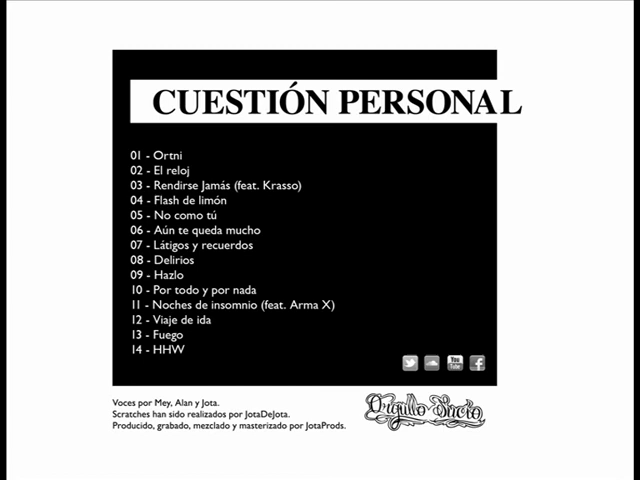 CUESTIÓN PERSONAL
01 - Ortni
02 - El reloj
03 - Rendirse Jamás (feat. Krasso)
04 - Flash de limón
05 - No como tú
06 - Aún te queda mucho
07 - Látigos y recuerdos
08 - Delirios
09 - Hazlo
10 - Por todo y por nada
11 - Noches de insomnio (feat. Arma X)
12 - Viaje de ida
13 - Fuego
14 - HHW
You Tube
Voces por Mey, Alan y Jota.
Scratches han sido realizados por JotaDeJota.
Producido, grabado, mezclado y masterizado por JotaProds.
Orgullo Sucio